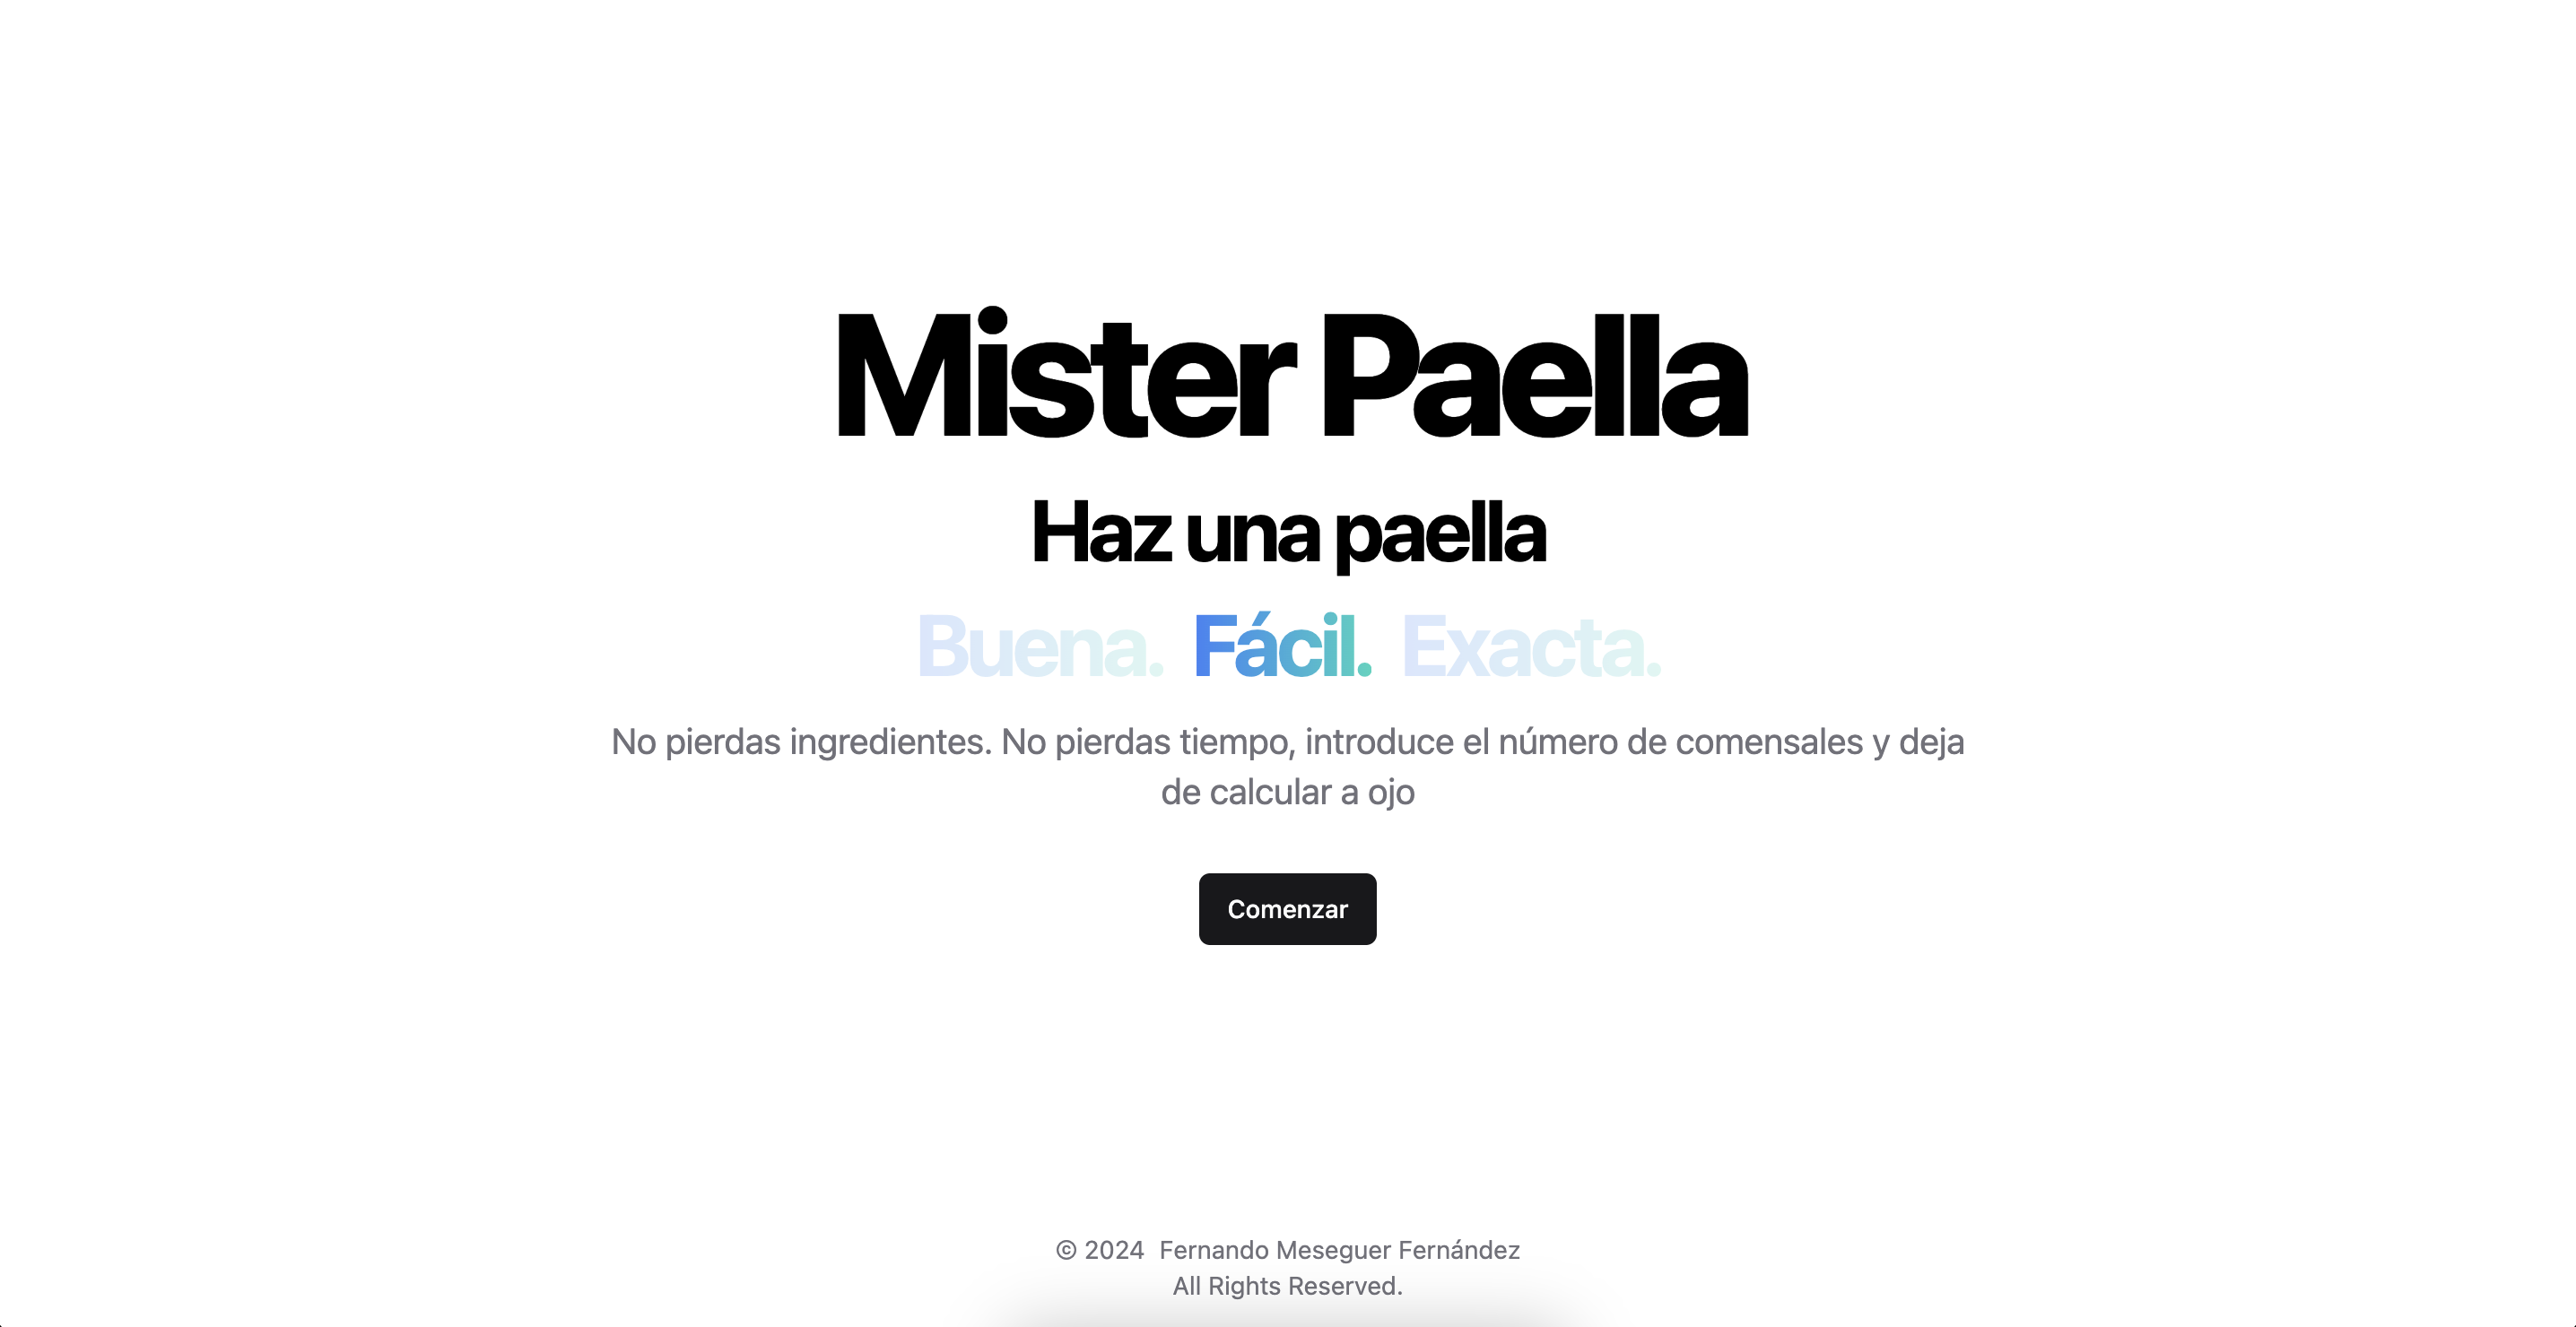 Mister Paella
Haz una paella
Buena. Fácil. Exacta.
No pierdas ingredientes. No pierdas tiempo, introduce el número de comensales y deja
de calcular a ojo
Comenzar
© 2024 Fernando Meseguer Fernández
All Rights Reserved.